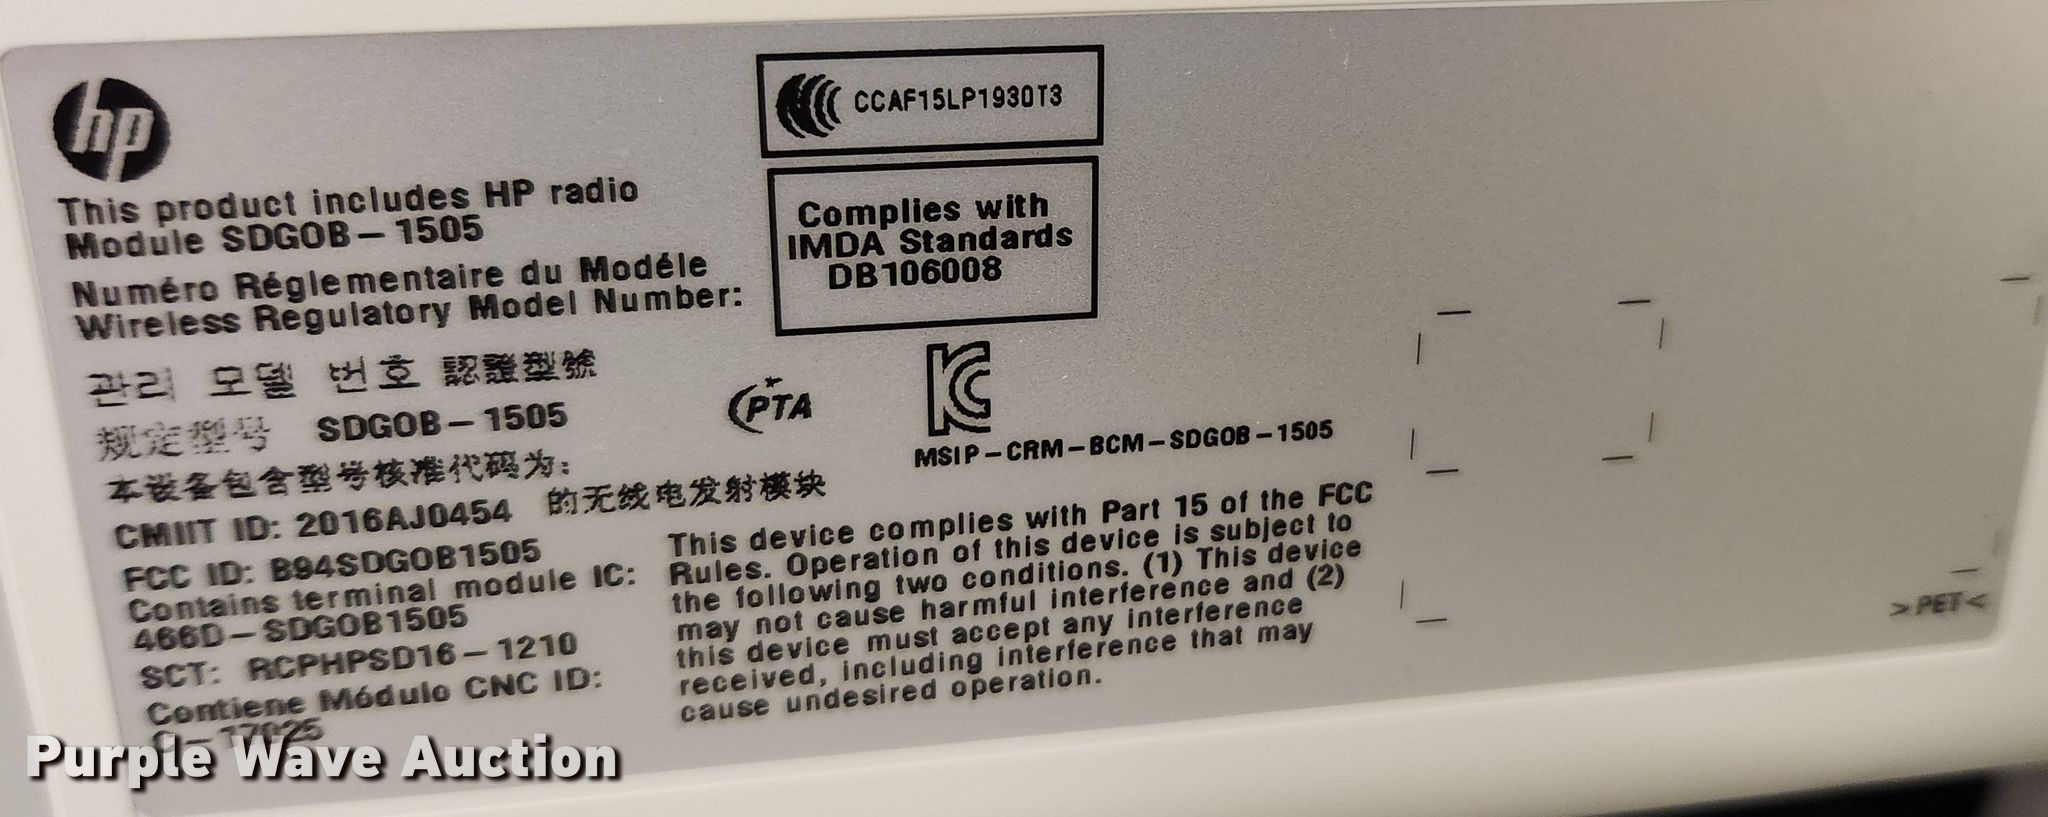 hp
This product includes HP radio
Module SDGOB-1505
Numéro Réglementaire du Modéle
Wireless Regulatory Model Number:
관리 모델 번호 認證型號
规定型号 SDGOB-1505
本设备包含型号核准代码为:
CMIIT ID: 2016AJ0454 的无线电发射模块
FCC ID: B94SDGOB1505
Contains terminal module IC:
466D-SDGOB1505
SCT: RCPHPSD16-1210
Contiene Módulo CNC ID:
-17025
CCAF15LP1930T3
Complies with
IMDA Standards
DB106008
PTA
KC
MSIP-CRM-BCM-SDGOB-1505
This device complies with Part 15 of the FCC
Rules. Operation of this device is subject to
the following two conditions. (1) This device
may not cause harmful interference and (2)
this device must accept any interference
received, including interference that may
cause undesired operation.
>PET<
Purple Wave Auction